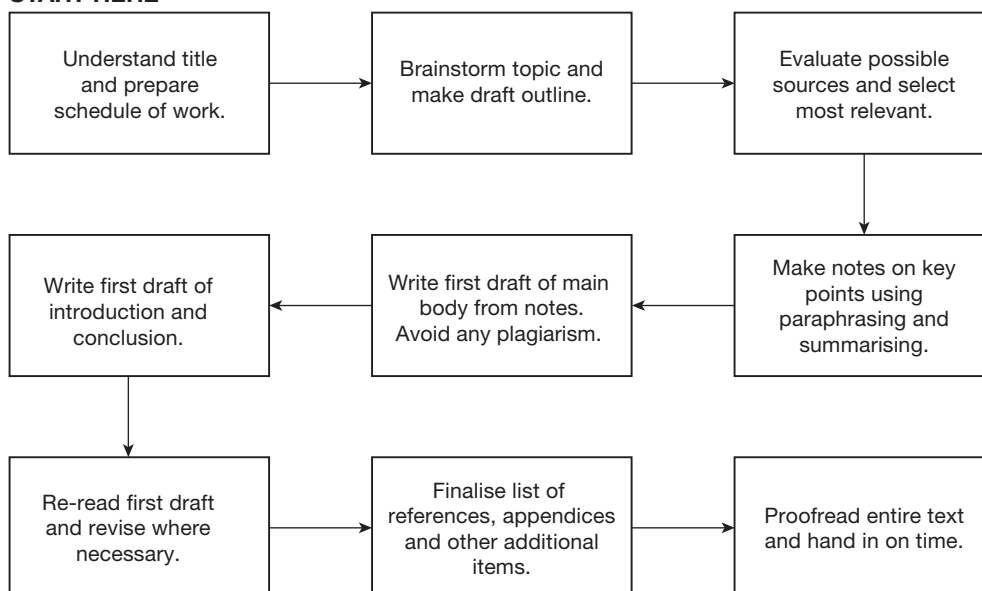 Understand title
and prepare
schedule of work.
Brainstorm topic and
make draft outline.
Evaluate possible
sources and select
most relevant.
Make notes on key
points using
paraphrasing and
summarising.
Write first draft of main
body from notes.
Avoid any plagiarism.
Write first draft of
introduction and
conclusion.
Re-read first draft
and revise where
necessary.
Finalise list of
references, appendices
and other additional
items.
Proofread entire text
and hand in on time.